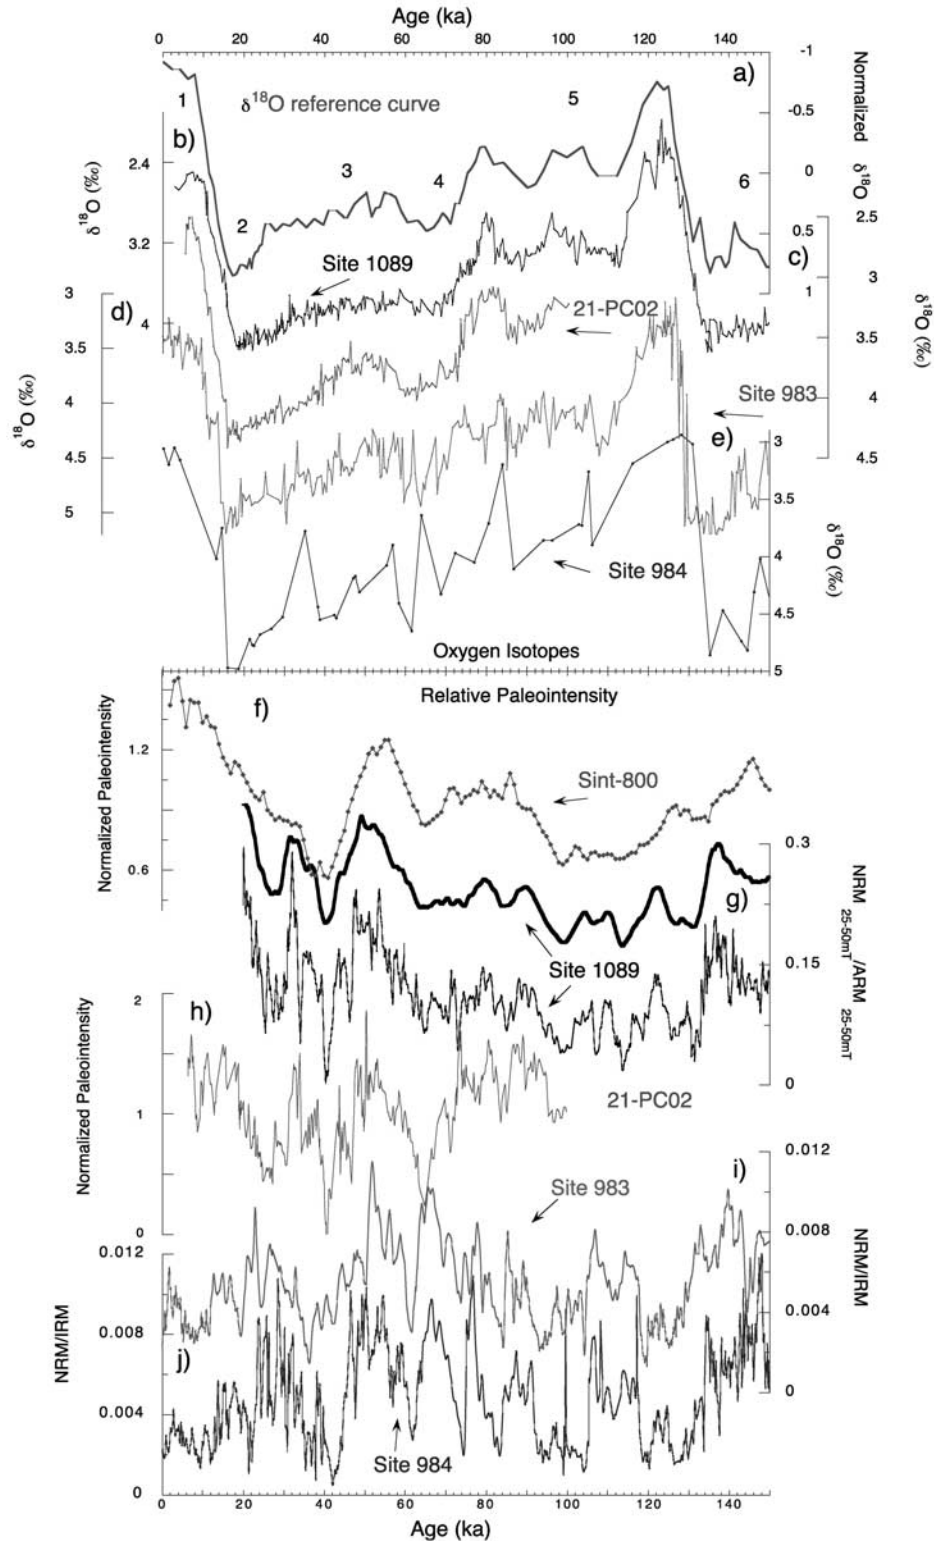 Age (ka)
0 20 40 60 80 100 120 140
-1
a)
Normalized δ18O
δ18O reference curve
1
5
-0.5
b)
2.4
3
4
0
6
δ18O (‰)
2
2.5
0.5
3.2
Site 1089
c)
3
3
1
d)
21-PC02
4
δ18O (‰)
3.5
3.5
δ18O (‰)
4
Site 983
4
e)
3
4.5
4.5
3.5
5
δ18O (‰)
4
Site 984
4.5
Oxygen Isotopes
5
Relative Paleointensity
f)
Normalized Paleointensity
1.2
Sint-800
0.3
0.6
g)
NRM 25-50mT /ARM 25-50mT
Site 1089
0.15
2
h)
Normalized Paleointensity
0
21-PC02
1
0.012
i)
Site 983
0
0.008
0.012
NRM/IRM
NRM/IRM
0.004
0.008
j)
0
0.004
Site 984
0
0 20 40 60 80 100 120 140
Age (ka)